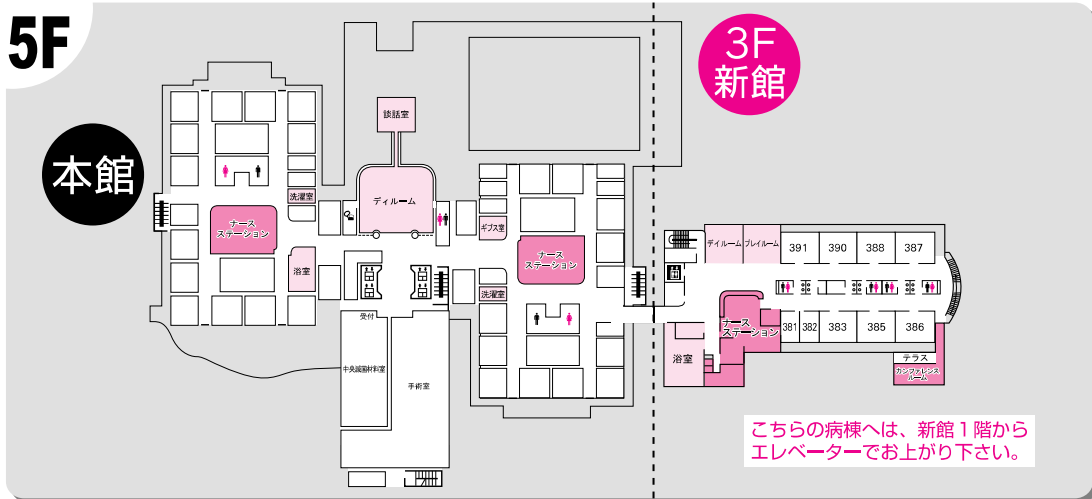 5F
本館
3F
新館
談話室
ディルーム
洗濯室
ナース
ステーション
浴室
ギプス室
ナース
ステーション
洗濯室
受付
中央滅菌材料室
手術室
デイルーム
プレイルーム
391
390
388
387
ナース
ステーション
381
382
383
385
386
浴室
テラス
カンファレンス
ルーム
こちらの病棟へは、新館1階から
エレベーターでお上がり下さい。